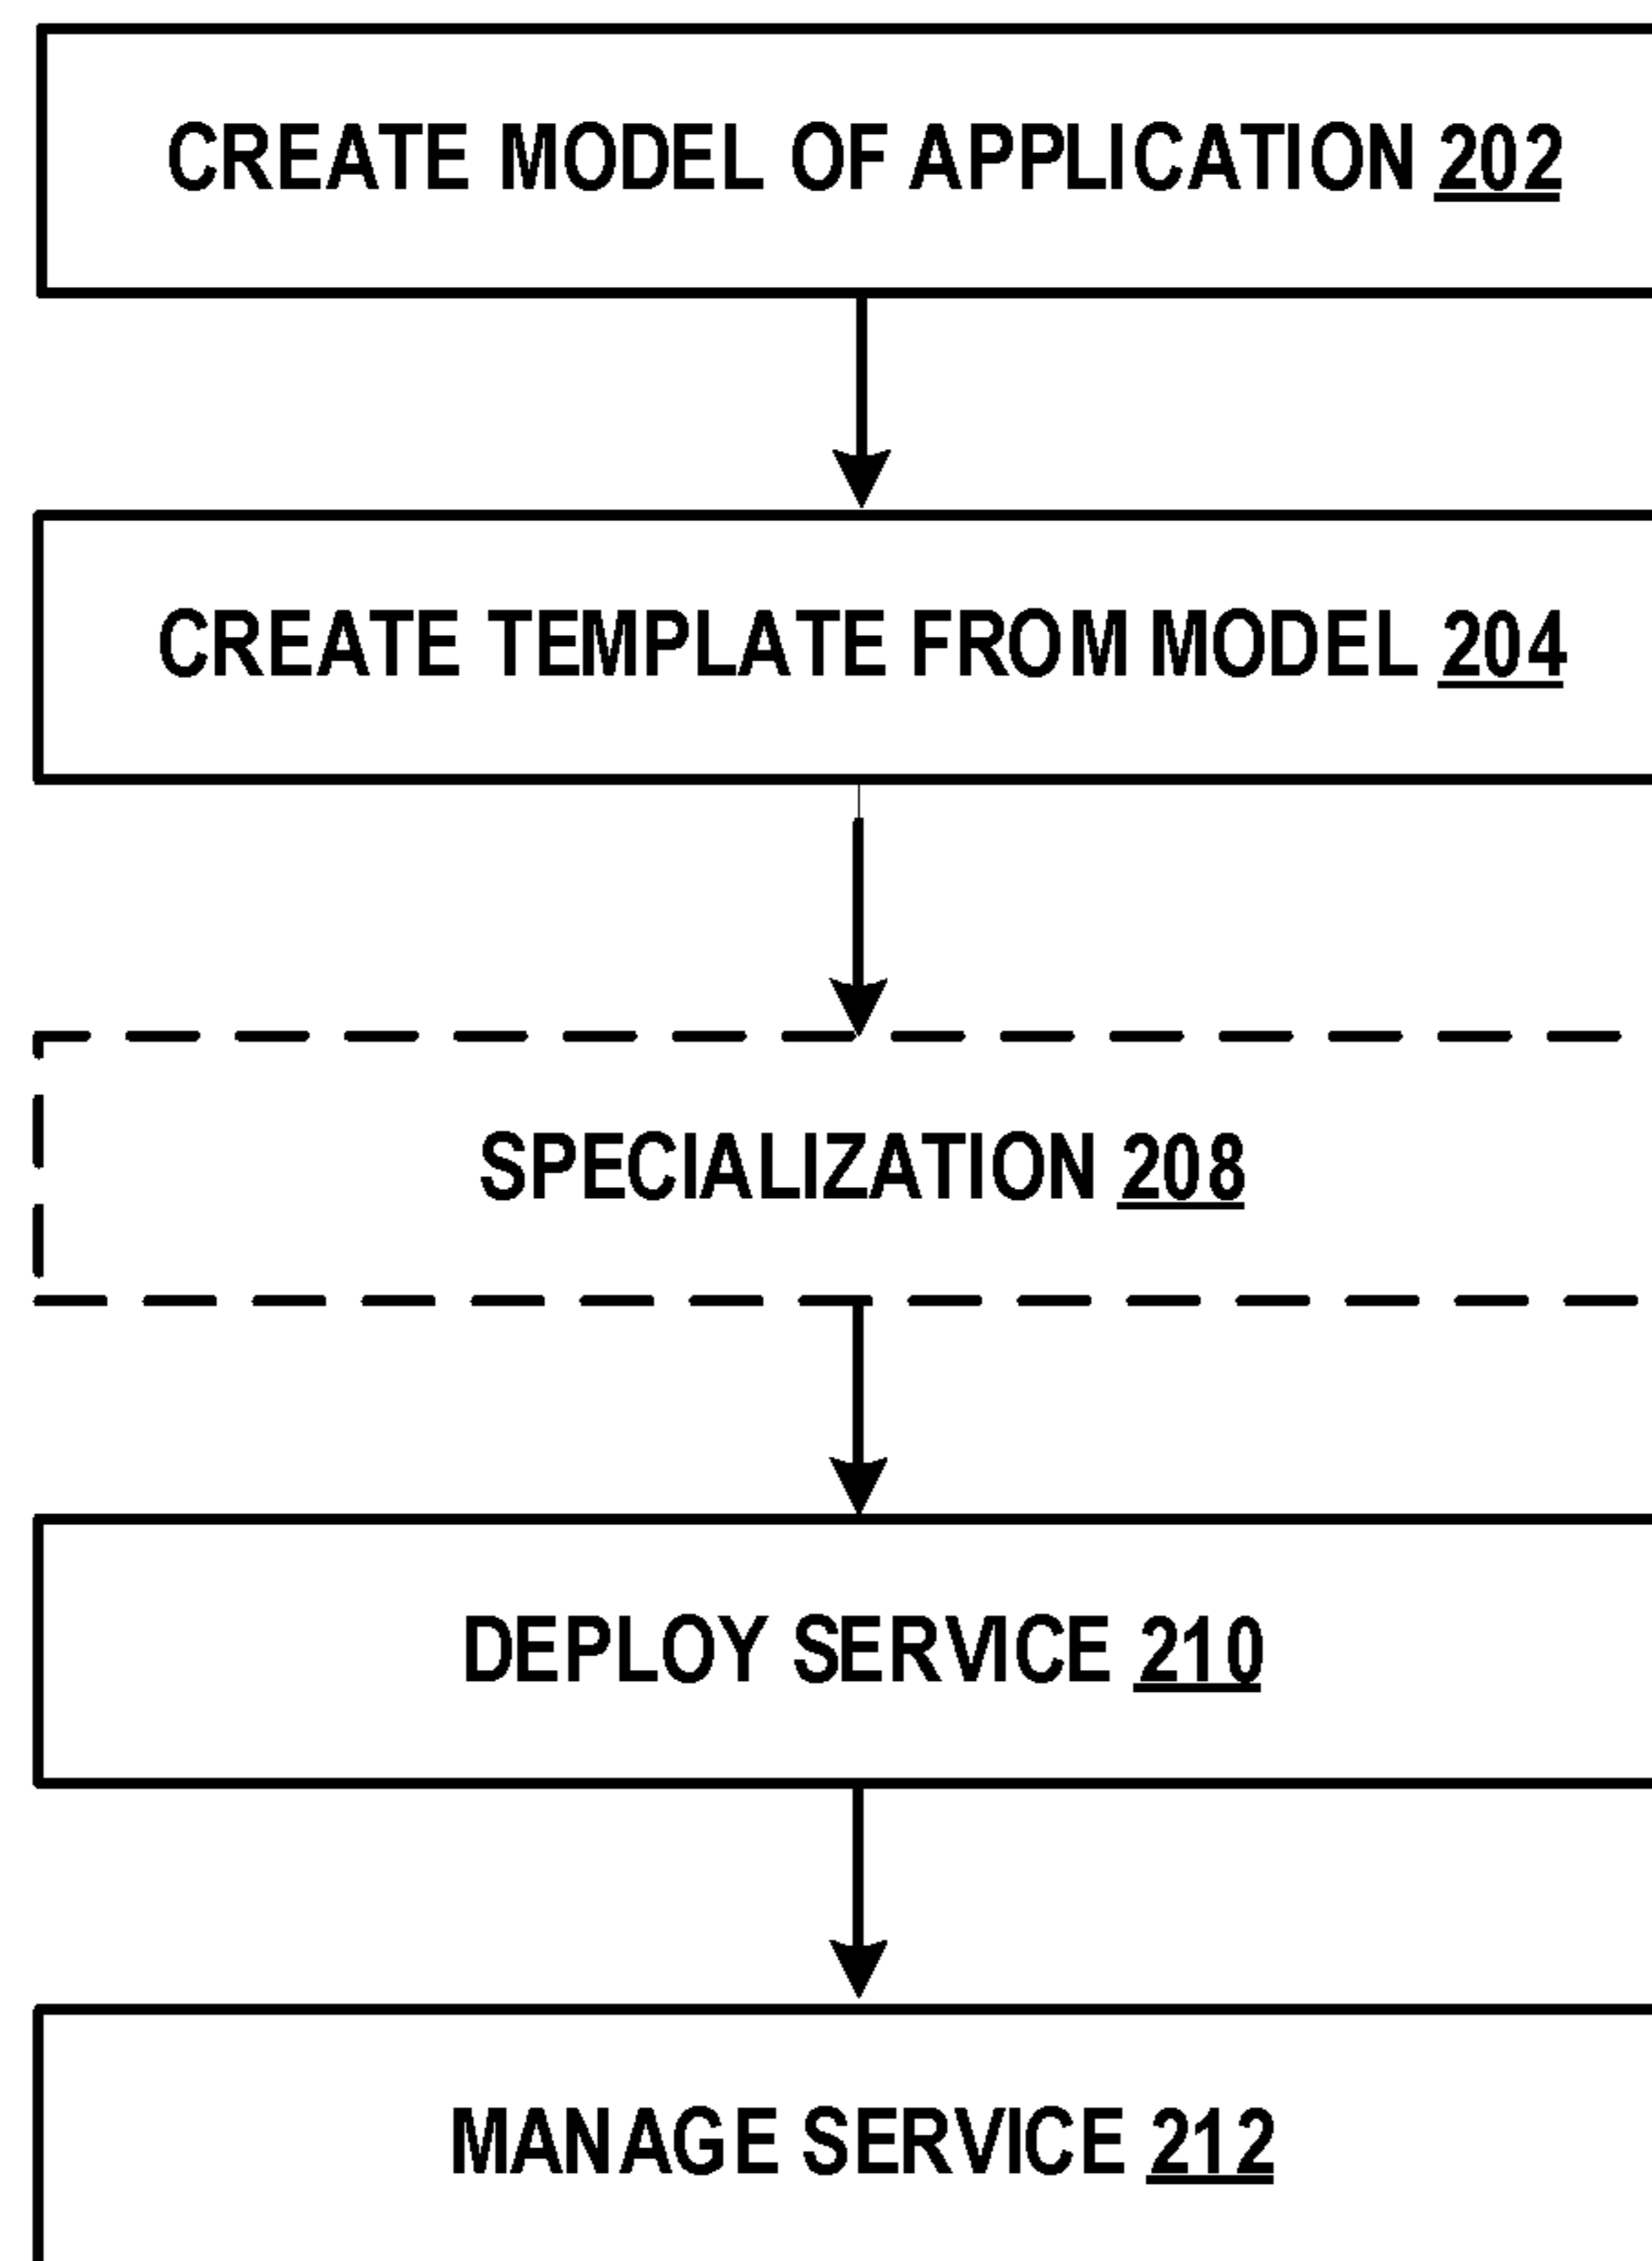 CREATE MODEL OF APPLICATION 202
CREATE TEMPLATE FROM MODEL 204
SPECIALIZATION 208
DEPLOY SERVICE 210
MANAGE SERVICE 212